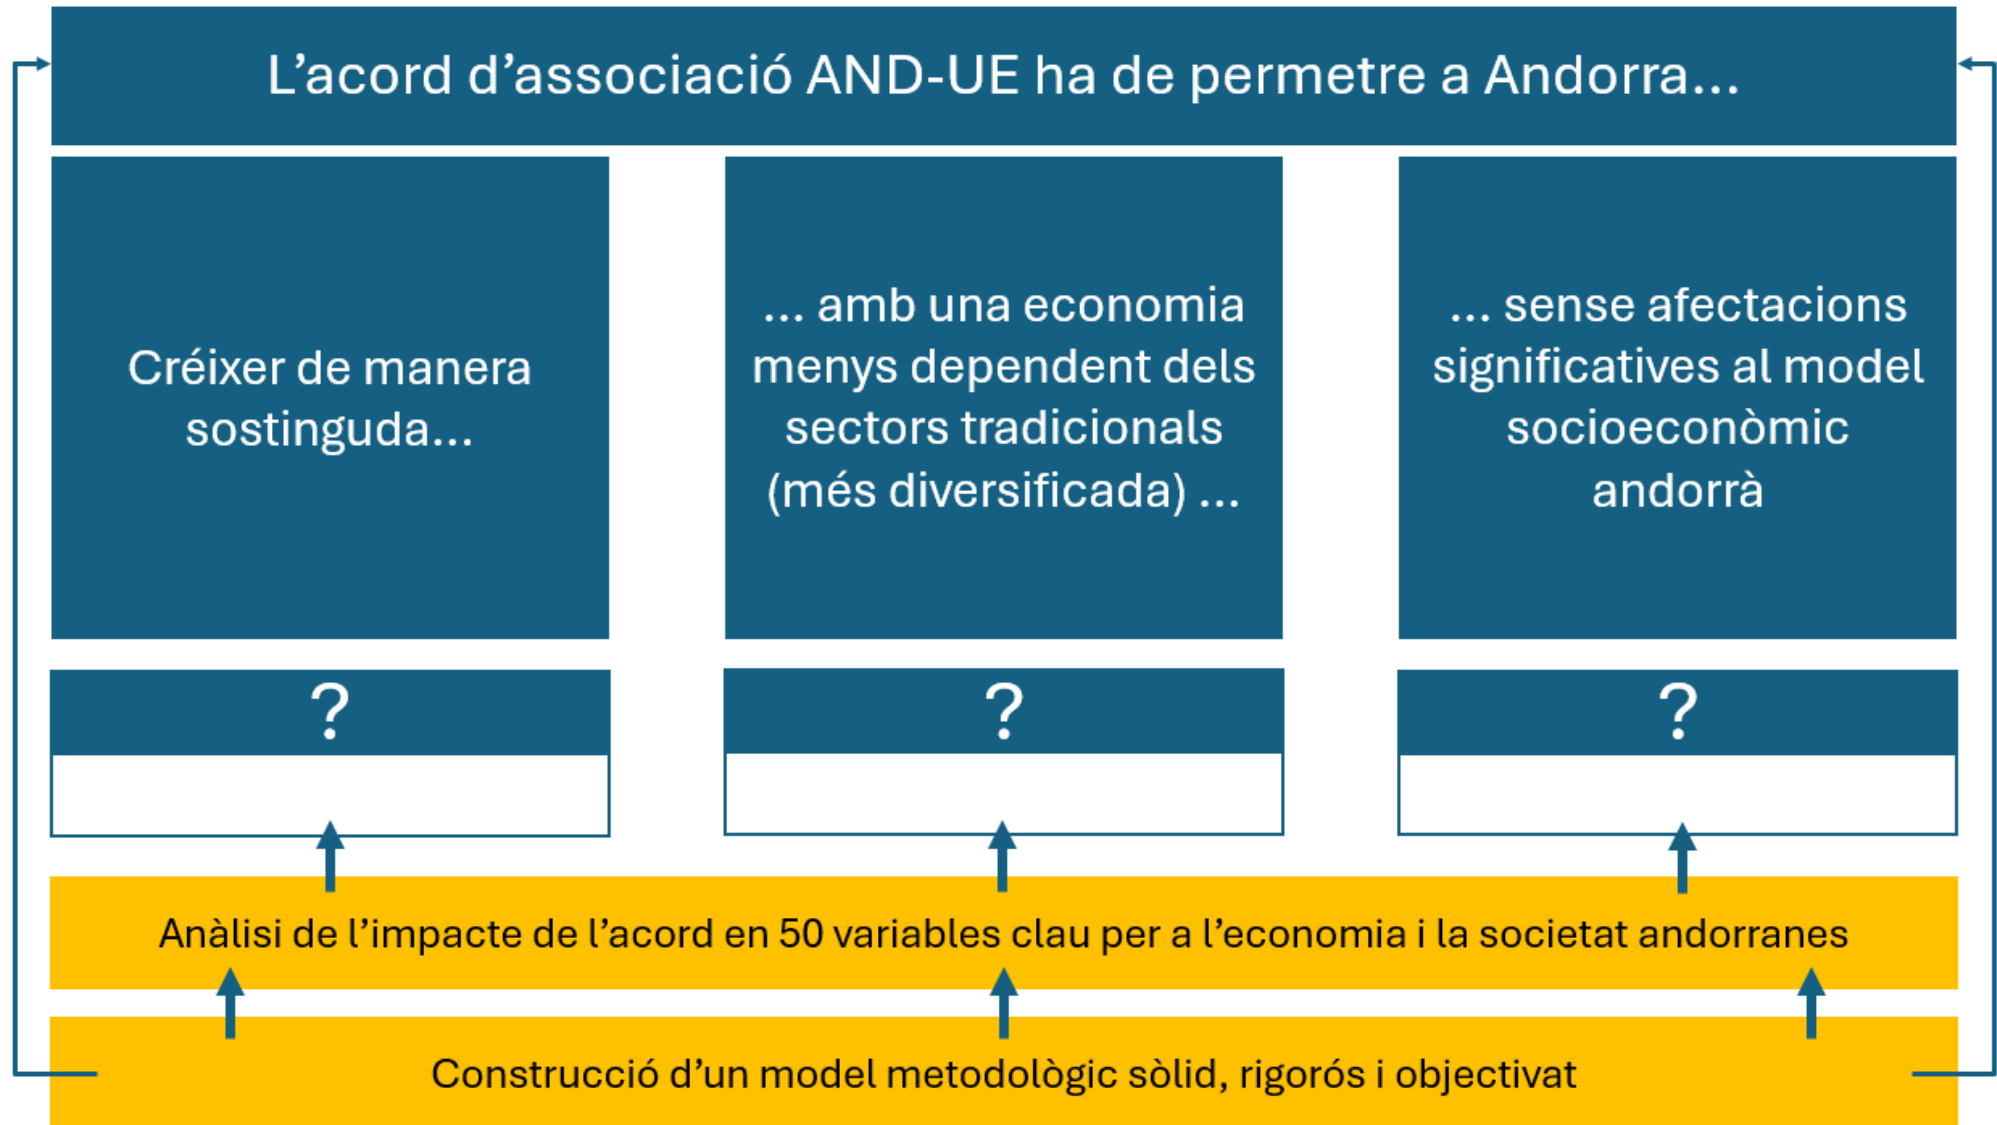 L’acord d’associació AND-UE ha de permetre a Andorra...
Créixer de manera
sostinguda...
... amb una economia
menys dependent dels
sectors tradicionals
(més diversificada) ...
... sense afectacions
significatives al model
socioeconòmic
andorrà
?
?
?
Anàlisi de l’impacte de l’acord en 50 variables clau per a l’economia i la societat andorranes
Construcció d’un model metodològic sòlid, rigorós i objectivat